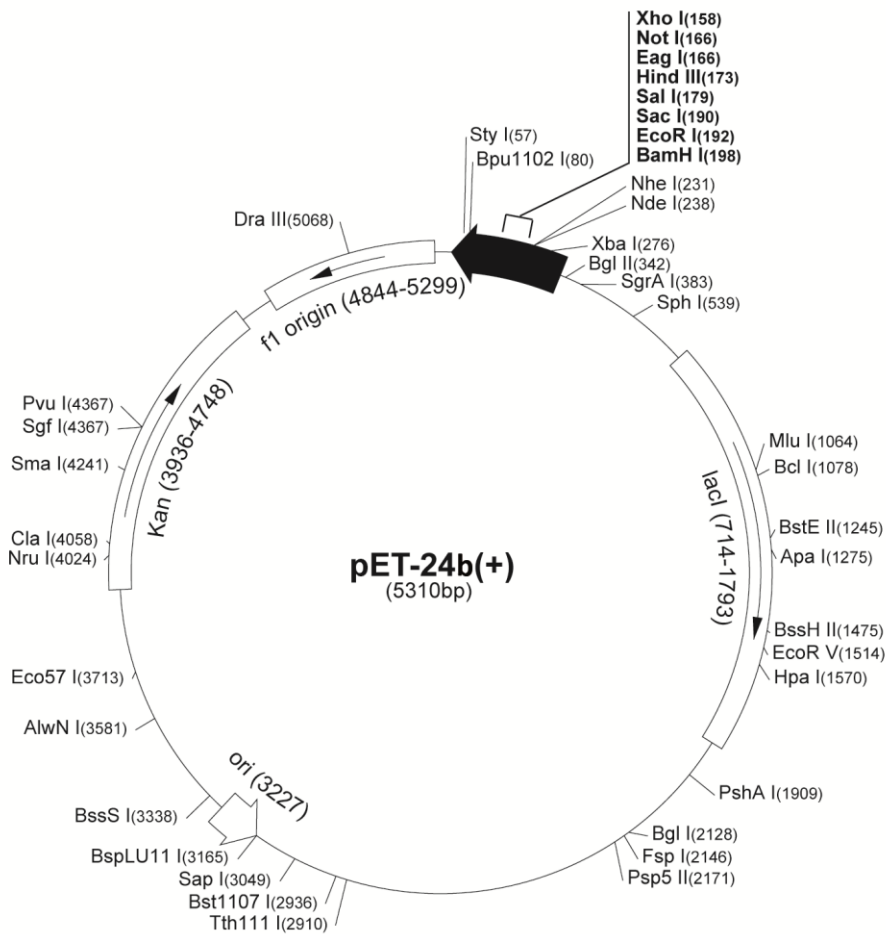 Xho I(158)
Not I(166)
Eag I(166)
Hind III(173)
Sal I(179)
Sac I(190)
EcoR I(192)
BamH I(198)
Sty I(57)
Bpu1102 I(80)
Nhe I(231)
Nde I(238)
Xba I(276)
Bgl II(342)
SgrA I(383)
Sph I(539)
Dra III(5068)
f1 origin (4844-5299)
Pvu I(4367)
Sgf I(4367)
Sma I(4241)
Kan (3936-4748)
Cla I(4058)
Nru I(4024)
Mlu I(1064)
Bcl I(1078)
BstE II(1245)
Apa I(1275)
lacI (714-1793)
BssH II(1475)
EcoR V(1514)
Hpa I(1570)
pET-24b(+)
(5310bp)
Eco57 I(3713)
AlwN I(3581)
ori (3227)
BssS I(3338)
BspLU11 I(3165)
Sap I(3049)
Bst1107 I(2936)
Tth111 I(2910)
PshA I(1909)
Bgl I(2128)
Fsp I(2146)
Psp5 II(2171)